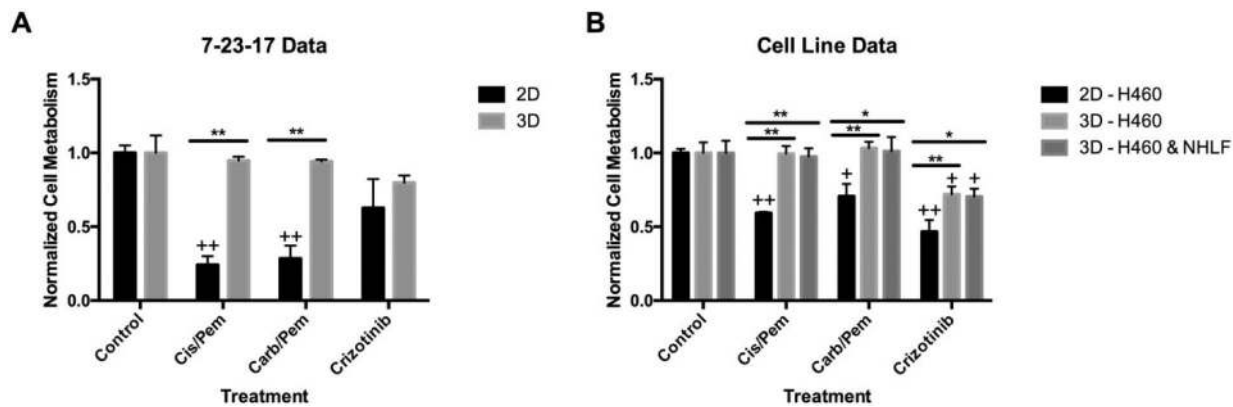 A
7-23-17 Data
Normalized Cell Metabolism
1.5
1.0
0.5
0.0
**
**
++
++
Control
Cis/Pem
Carb/Pem
Crizotinib
Treatment
2D
3D
B
Cell Line Data
Normalized Cell Metabolism
1.5
1.0
0.5
0.0
**
**
*
**
*
**
++
+
++
+
+
Control
Cis/Pem
Carb/Pem
Crizotinib
Treatment
2D - H460
3D - H460
3D - H460 & NHLF